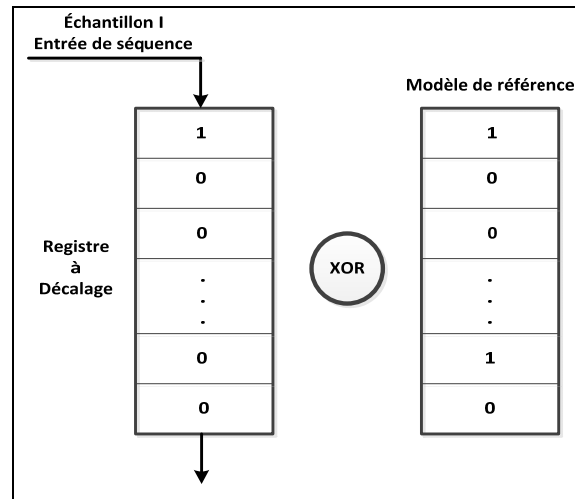 Échantillon I
Entrée de séquence
Modèle de référence
1
0
0
.
.
.
0
0
Registre
à
Décalage
XOR
1
0
0
.
.
.
1
0